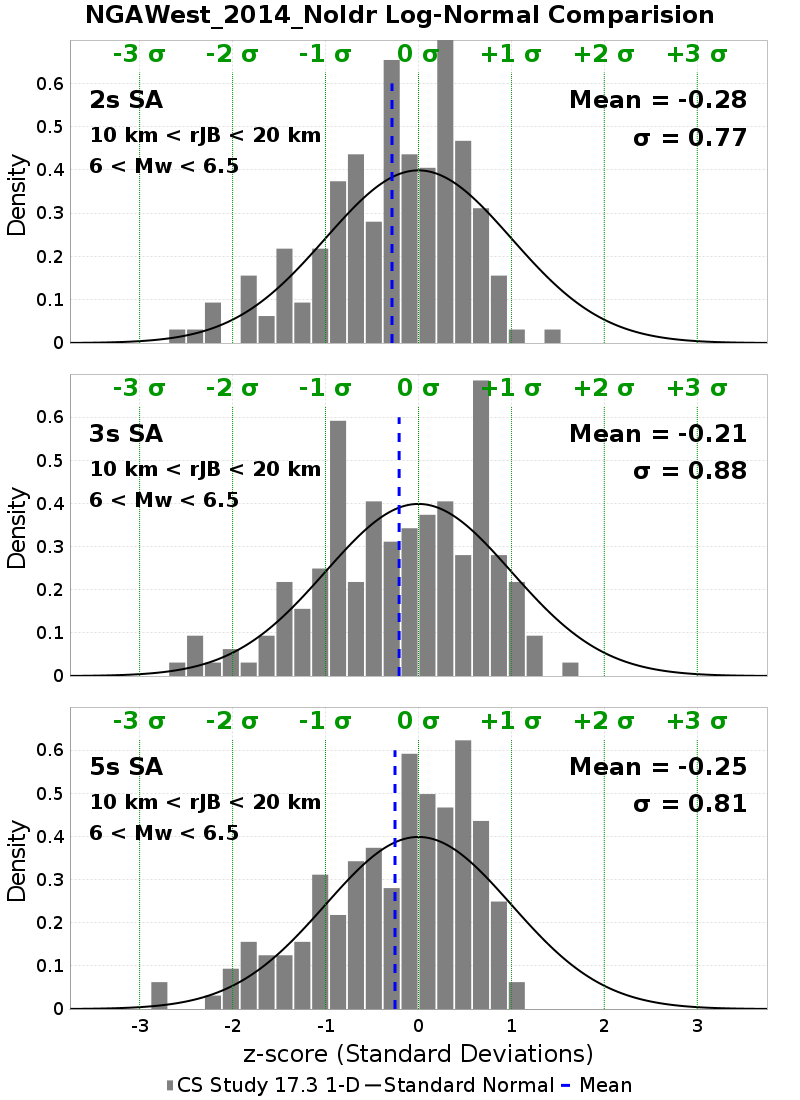 NGAWest_2014_NoIdr Log-Normal Comparision
-3 σ -2 σ -1 σ 0 σ +1 σ +2 σ +3 σ
2s SA
10 km < rJB < 20 km
6 < Mw < 6.5
Mean = -0.28
σ = 0.77
Density
0.6
0.5
0.4
0.3
0.2
0.1
0
-3 σ -2 σ -1 σ 0 σ +1 σ +2 σ +3 σ
3s SA
10 km < rJB < 20 km
6 < Mw < 6.5
Mean = -0.21
σ = 0.88
Density
0.6
0.5
0.4
0.3
0.2
0.1
0
-3 σ -2 σ -1 σ 0 σ +1 σ +2 σ +3 σ
5s SA
10 km < rJB < 20 km
6 < Mw < 6.5
Mean = -0.25
σ = 0.81
Density
0.6
0.5
0.4
0.3
0.2
0.1
0
-3 -2 -1 0 1 2 3
z-score (Standard Deviations)
CS Study 17.3 1-D Standard Normal Mean